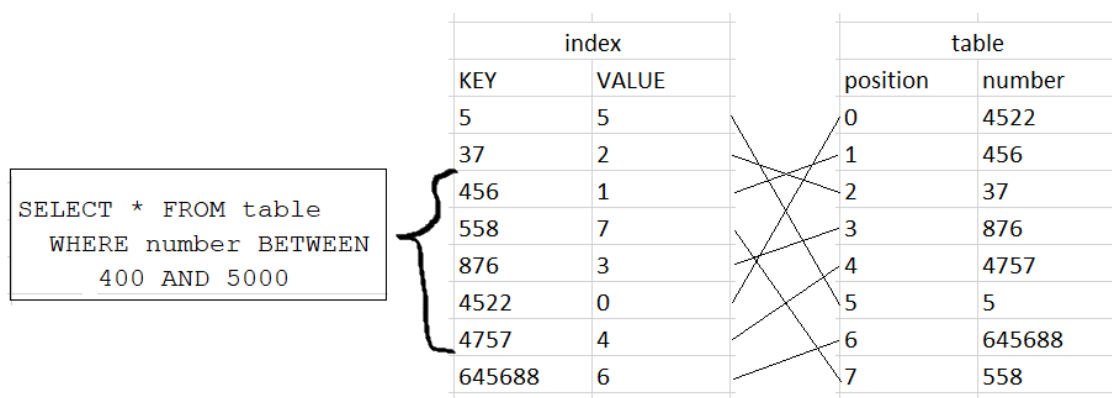 SELECT * FROM table
WHERE number BETWEEN
400 AND 5000
index
KEY VALUE
5 5
37 2
456 1
558 7
876 3
4522 0
4757 4
645688 6
table
position number
0 4522
1 456
2 37
3 876
4 4757
5 5
6 645688
7 558